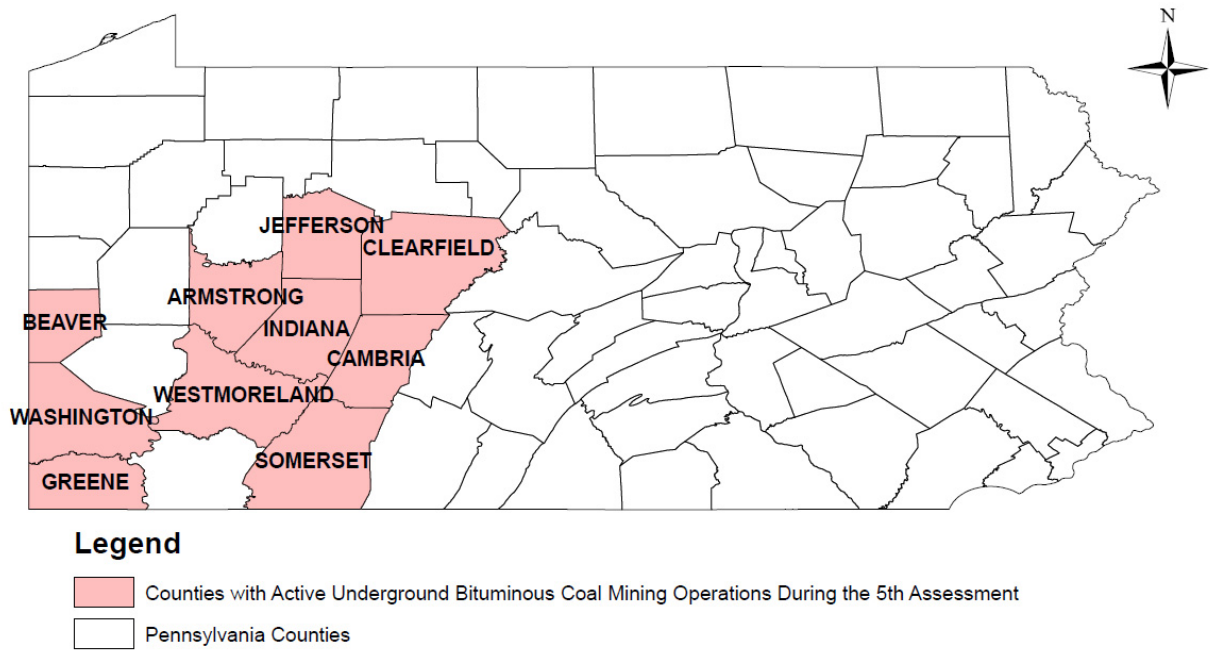 N
JEFFERSON
CLEARFIELD
ARMSTRONG
BEAVER
INDIANA
CAMBRIA
WESTMORELAND
WASHINGTON
SOMERSET
GREENE
Legend
Counties with Active Underground Bituminous Coal Mining Operations During the 5th Assessment
Pennsylvania Counties